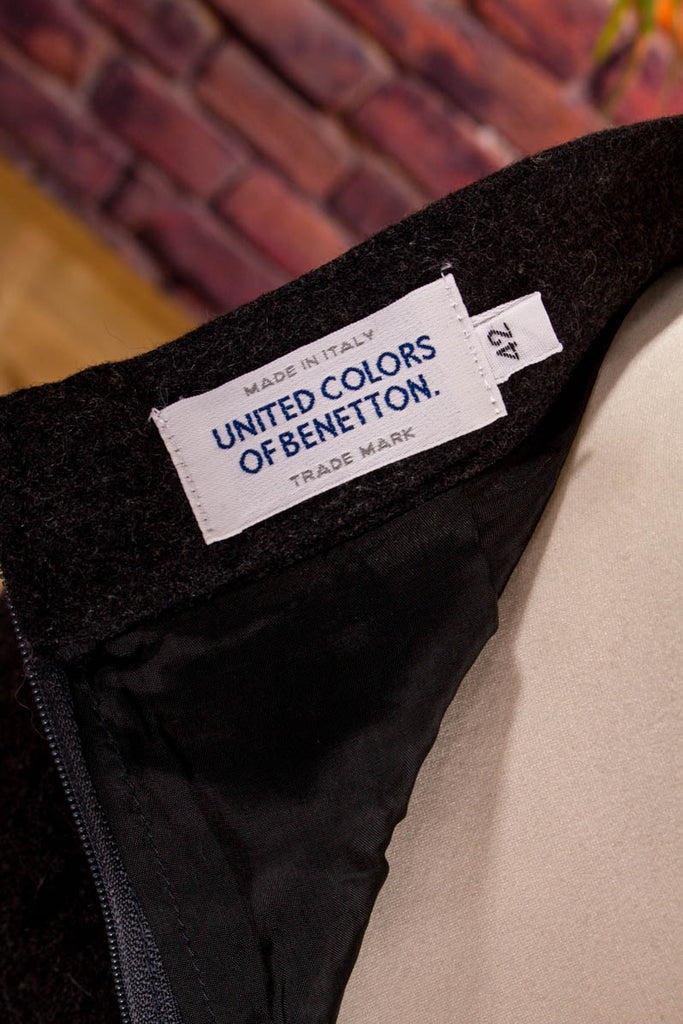 MADE IN ITALY
UNITED COLORS
OF BENETTON.
TRADE MARK
42